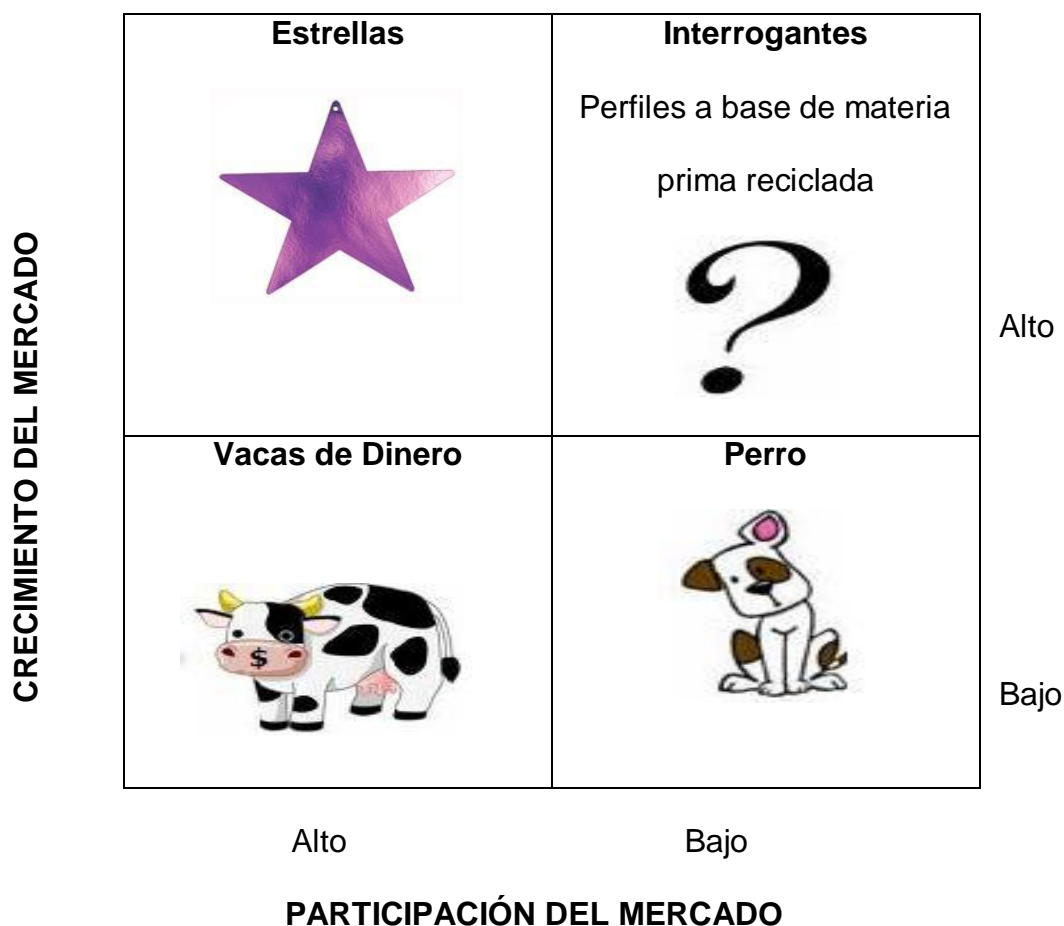 Estrellas
Interrogantes
Perfiles a base de materia
prima reciclada
CRECIMIENTO DEL MERCADO
Alto
Vacas de Dinero
Perro
$
Bajo
Alto
Bajo
PARTICIPACIÓN DEL MERCADO